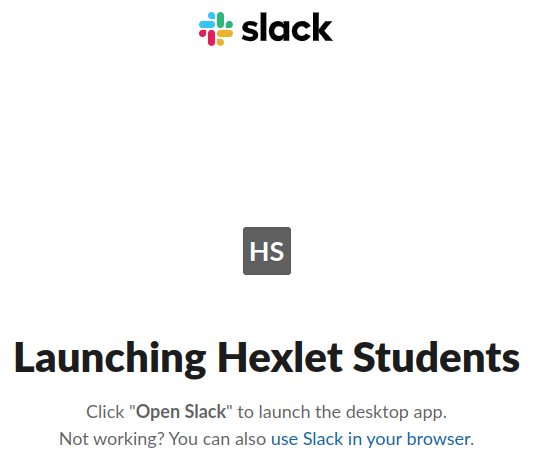 slack
HS
Launching Hexlet Students
Click "Open Slack" to launch the desktop app.
Not working? You can also use Slack in your browser.